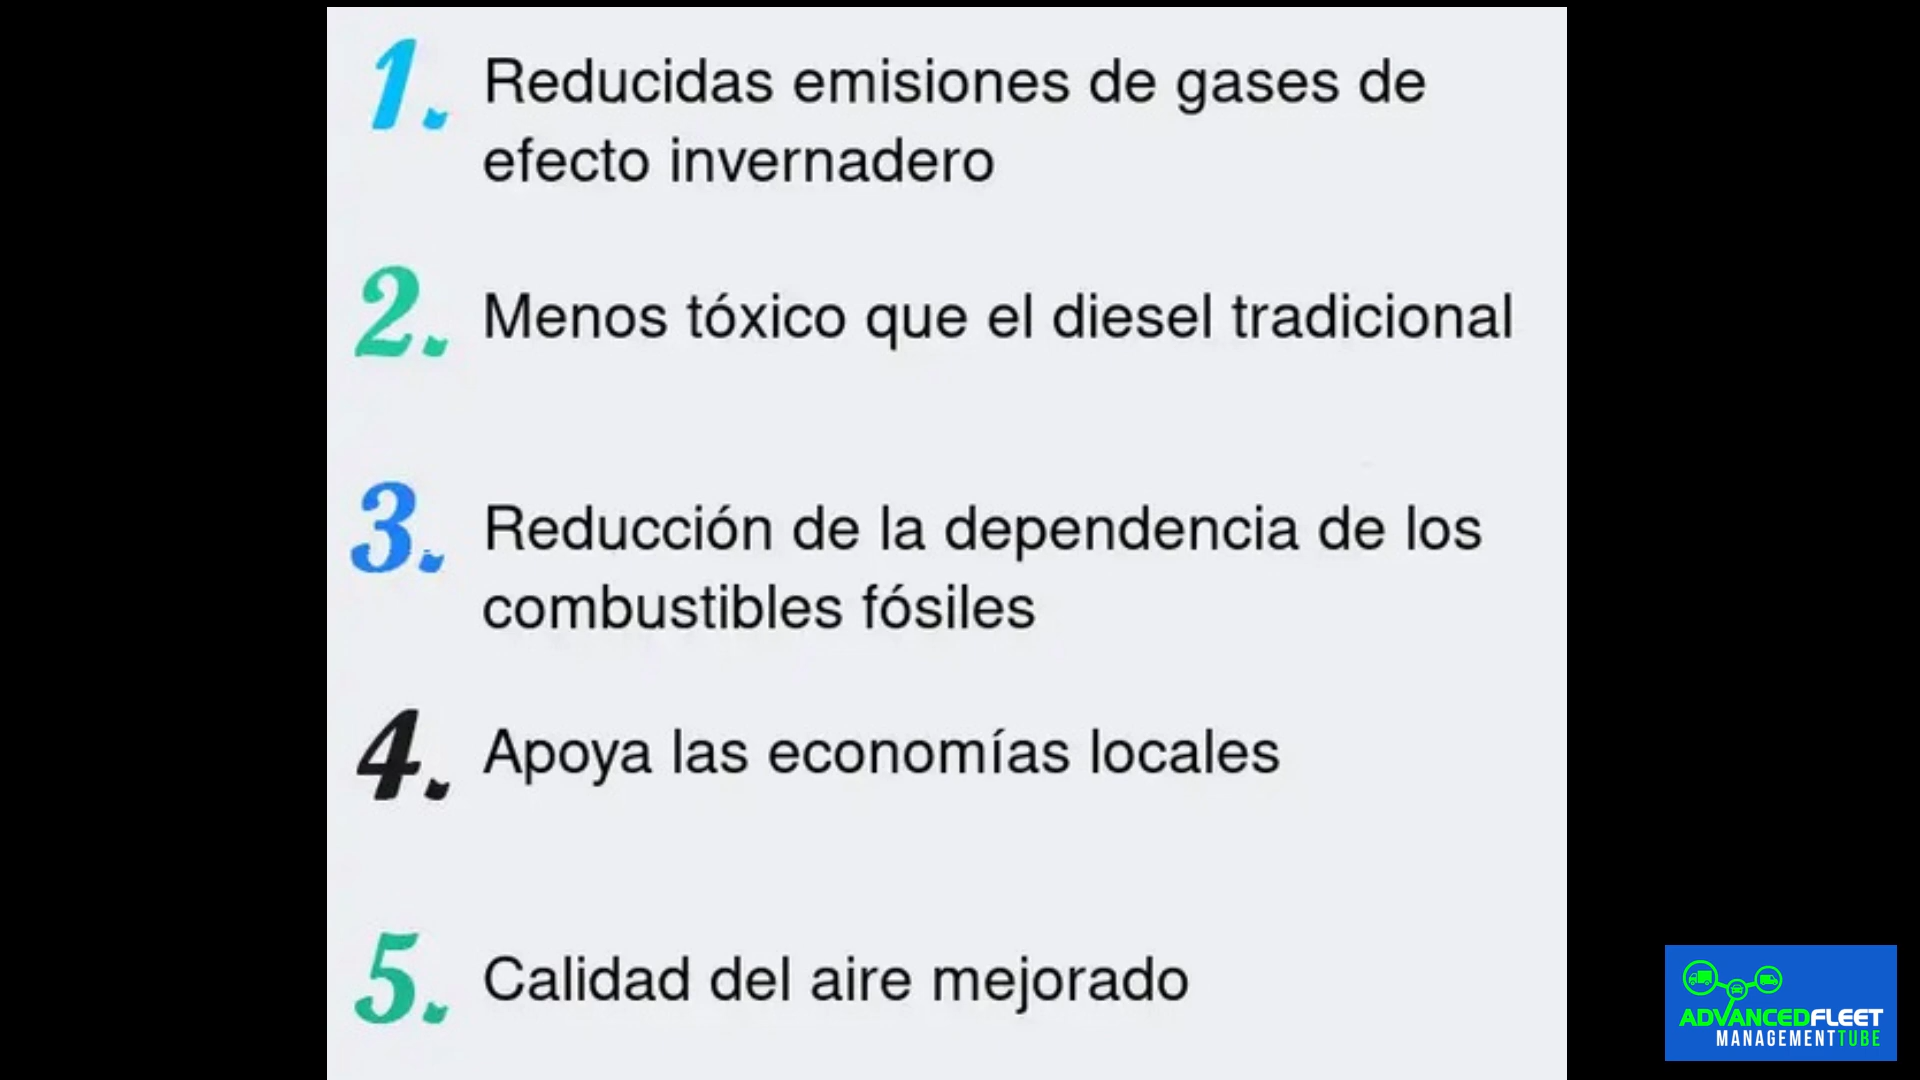 1. Reducidas emisiones de gases de
efecto invernadero
2. Menos tóxico que el diesel tradicional
3. Reducción de la dependencia de los
combustibles fósiles
4. Apoya las economías locales
5. Calidad del aire mejorado
ADVANCEDFLEET
MANAGEMENTTUBE